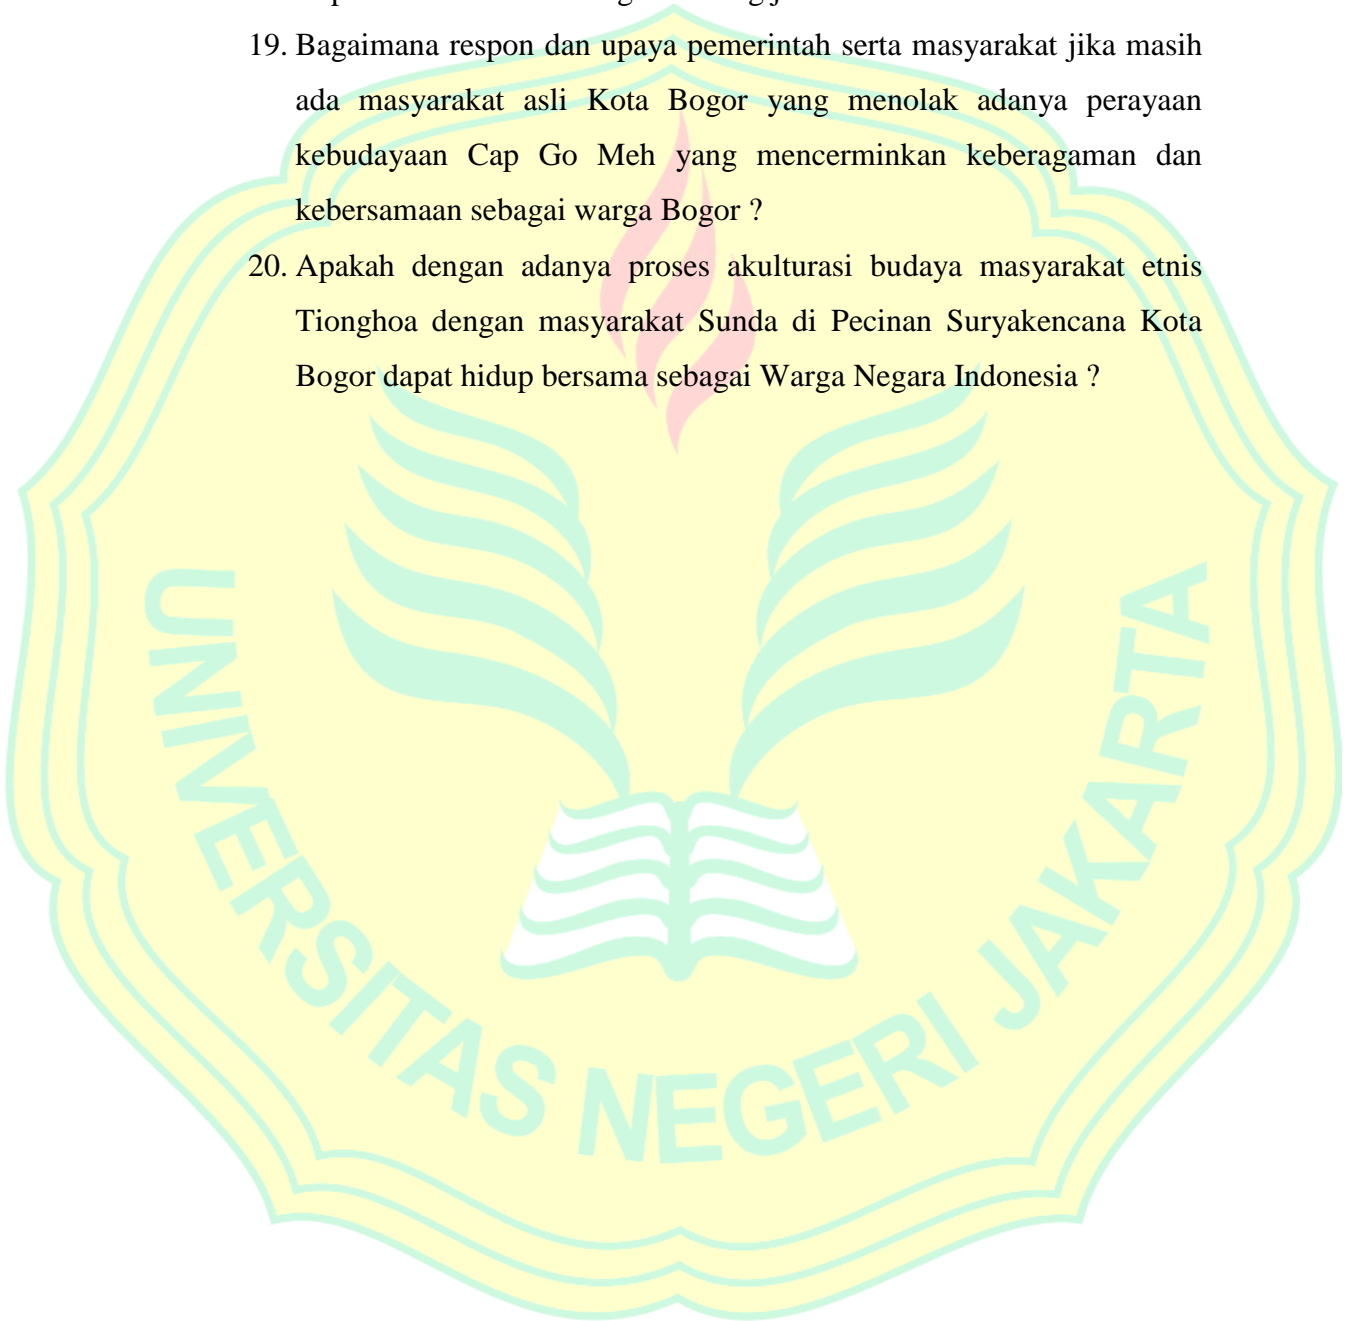 19. Bagaimana respon dan upaya pemerintah serta masyarakat jika masih
ada masyarakat asli Kota Bogor yang menolak adanya perayaan
kebudayaan Cap Go Meh yang mencerminkan keberagaman dan
kebersamaan sebagai warga Bogor ?
20. Apakah dengan adanya proses akulturasi budaya masyarakat etnis
Tionghoa dengan masyarakat Sunda di Pecinan Suryakencana Kota
Bogor dapat hidup bersama sebagai Warga Negara Indonesia ?
UNIVERSITAS NEGERI JAKARTA